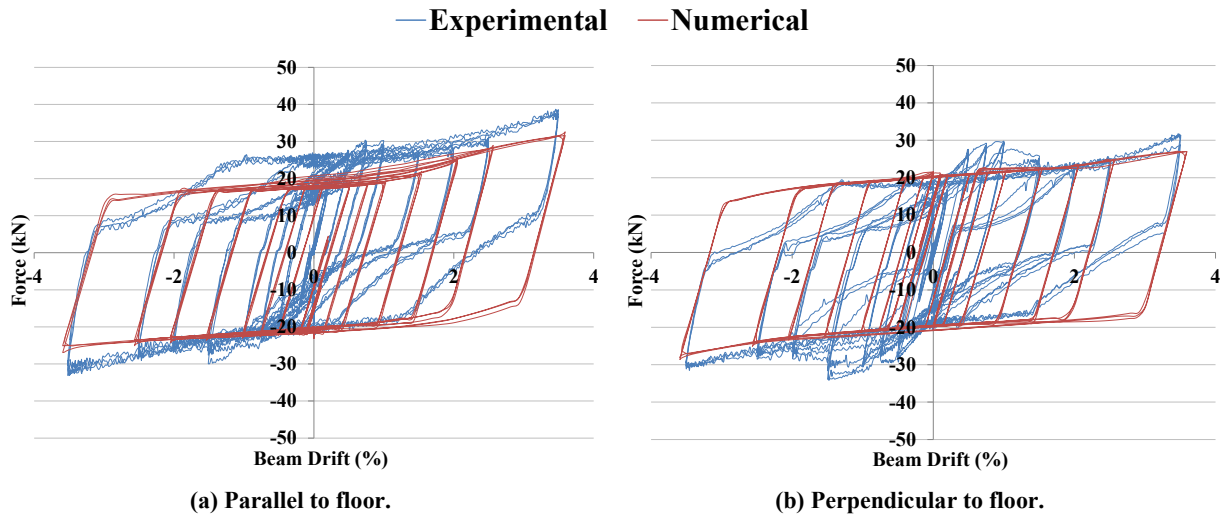 Experimental Numerical
50
40
30
20
10
0
-10
-20
-30
-40
-50
-4 -2 0 2 4
Force (kN)
Beam Drift (%)
(a) Parallel to floor.
50
40
30
20
10
0
-10
-20
-30
-40
-50
-4 -2 0 2 4
Force (kN)
Beam Drift (%)
(b) Perpendicular to floor.